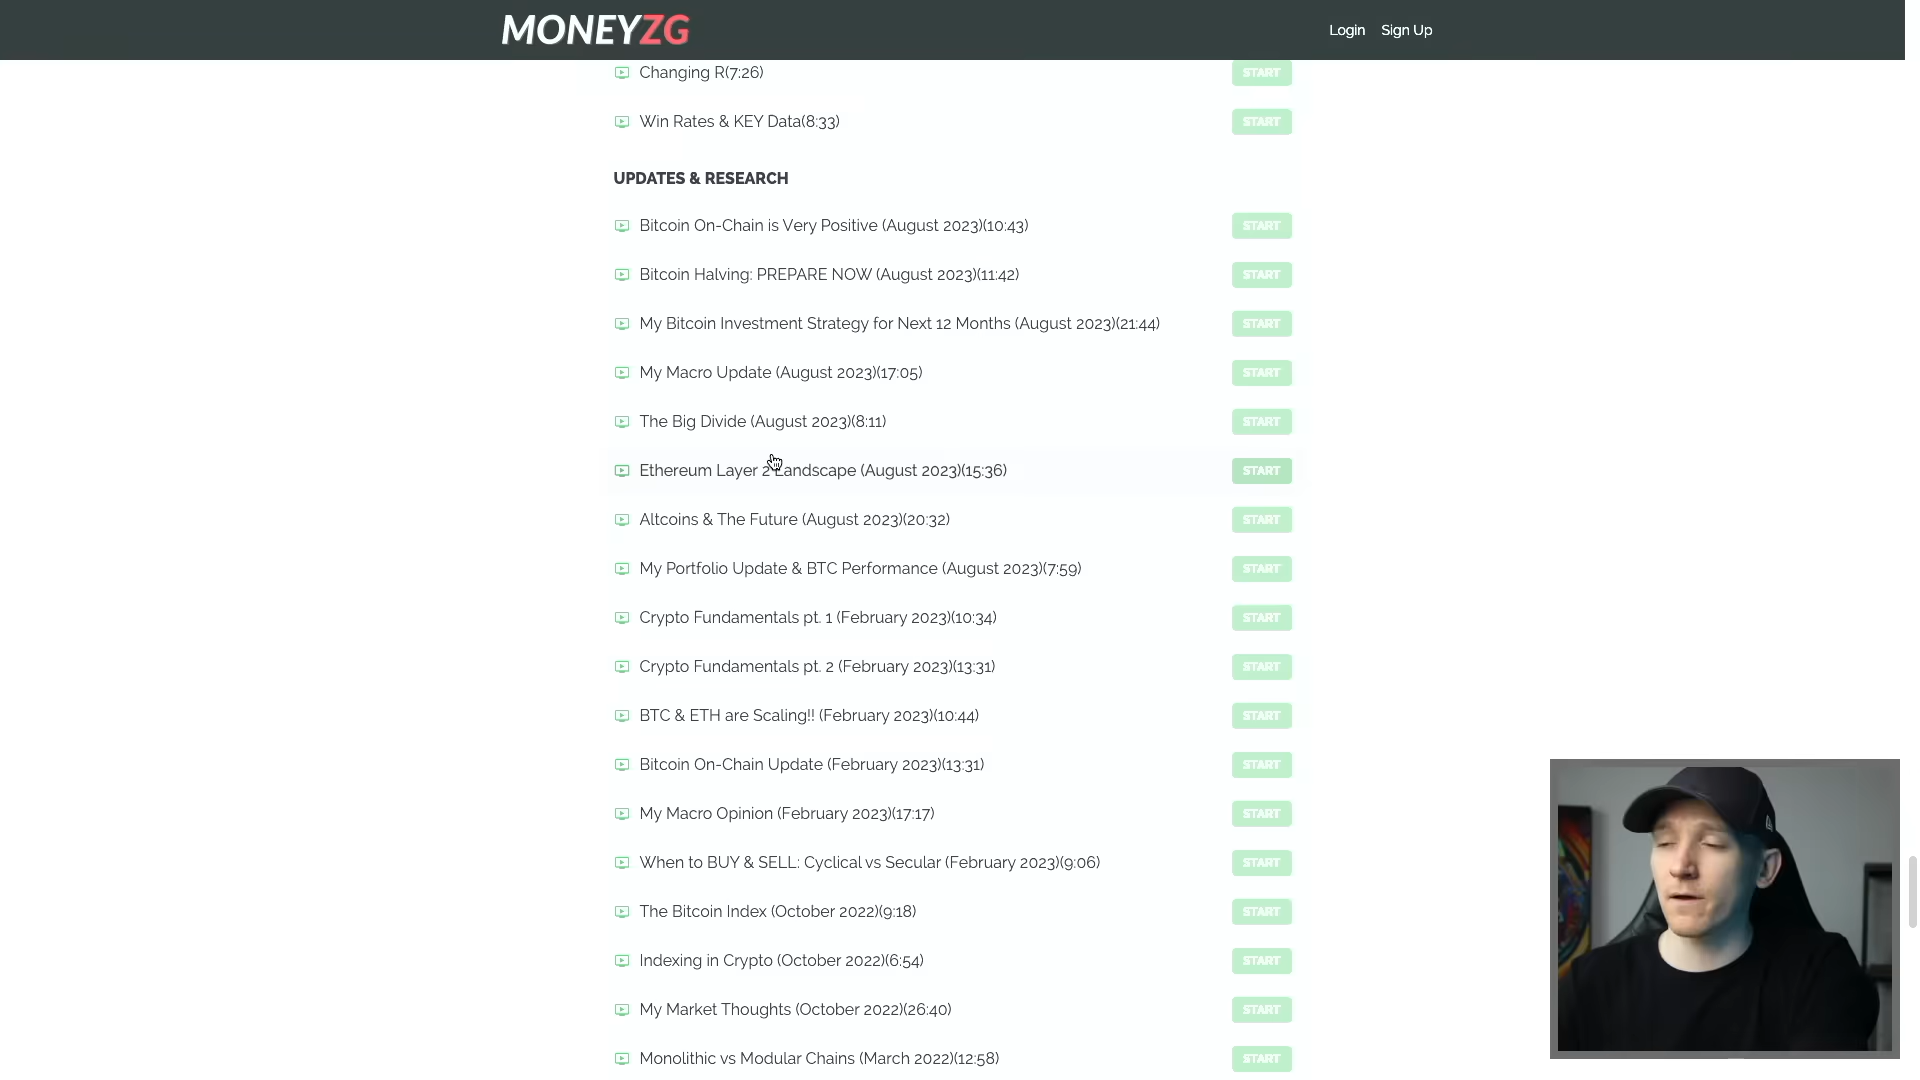 MONEYZG
Login Sign Up
Changing R(7:26) START
Win Rates & KEY Data(8:33) START
UPDATES & RESEARCH
Bitcoin On-Chain is Very Positive (August 2023)(10:43) START
Bitcoin Halving: PREPARE NOW (August 2023)(11:42) START
My Bitcoin Investment Strategy for Next 12 Months (August 2023)(21:44) START
My Macro Update (August 2023)(17:05) START
The Big Divide (August 2023)(8:11) START
Ethereum Layer 2 Landscape (August 2023)(15:36) START
Altcoins & The Future (August 2023)(20:32) START
My Portfolio Update & BTC Performance (August 2023)(7:59) START
Crypto Fundamentals pt. 1 (February 2023)(10:34) START
Crypto Fundamentals pt. 2 (February 2023)(13:31) START
BTC & ETH are Scaling!! (February 2023)(10:44) START
Bitcoin On-Chain Update (February 2023)(13:31) START
My Macro Opinion (February 2023)(17:17) START
When to BUY & SELL: Cyclical vs Secular (February 2023)(9:06) START
The Bitcoin Index (October 2022)(9:18) START
Indexing in Crypto (October 2022)(6:54) START
My Market Thoughts (October 2022)(26:40) START
Monolithic vs Modular Chains (March 2022)(12:58) START